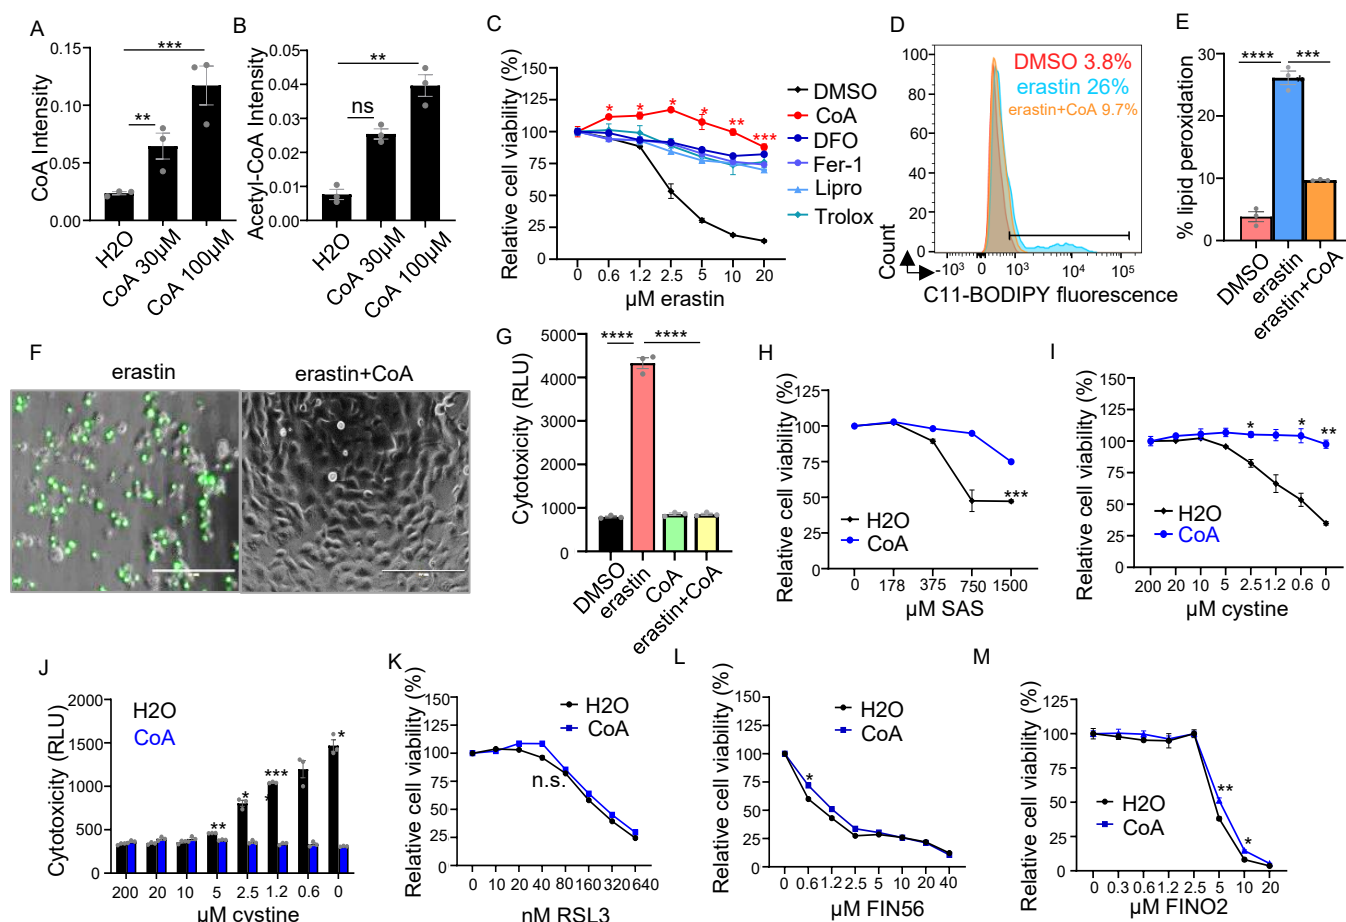 A
CoA Intensity
0.15
0.10
0.05
0.00
***
**
H2O
CoA 30µM
CoA 100µM
B
Acetyl-CoA Intensity
0.05
0.04
0.03
0.02
0.01
0.00
**
ns
H2O
CoA 30µM
CoA 100µM
C
Relative cell viability (%)
150
125
100
75
50
25
0
* * * * ** ***
0 0.6 1.2 2.5 5 10 20
µM erastin
DMSO
CoA
DFO
Fer-1
Lipro
Trolox
D
Count
100
80
60
40
20
0
DMSO 3.8%
erastin 26%
erastin+CoA 9.7%
-10³ 0 10³ 10⁴ 10⁵
C11-BODIPY fluorescence
E
% lipid peroxidation
30
20
10
0
**** ***
DMSO
erastin
erastin+CoA
F
erastin
erastin+CoA
G
Cytotoxicity (RLU)
5000
4000
3000
2000
1000
0
**** ****
DMSO
erastin
CoA
erastin+CoA
H
Relative cell viability (%)
125
100
75
50
25
0
***
H2O
CoA
0 178 375 750 1500
µM SAS
I
Relative cell viability (%)
150
125
100
75
50
25
0
* * **
H2O
CoA
200 20 10 5 2.5 1.2 0.6 0
µM cystine
J
Cytotoxicity (RLU)
2000
1500
1000
500
0
H2O
CoA
** * *** * *
200 20 10 5 2.5 1.2 0.6 0
µM cystine
K
Relative cell viability (%)
150
125
100
75
50
25
0
H2O
CoA
n.s.
0 10 20 40 80 160 320 640
nM RSL3
L
Relative cell viability (%)
150
125
100
75
50
25
0
H2O
CoA
*
0 0.6 1.2 2.5 5 10 20 40
µM FIN56
M
Relative cell viability (%)
125
100
75
50
25
0
H2O
CoA
** *
0 0.3 0.6 1.2 2.5 5 10 20
µM FINO2